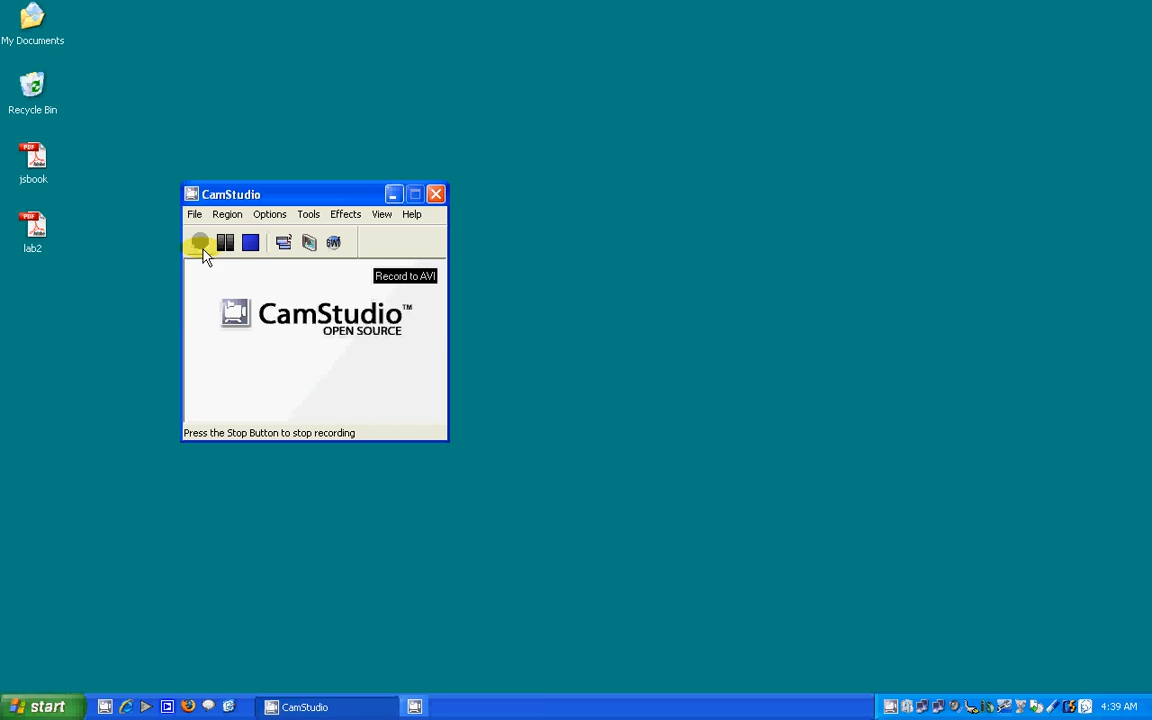 My Documents
Recycle Bin
jsbook
lab2
CamStudio
File Region Options Tools Effects View Help
SWF
Record to AVI
CamStudio™
OPEN SOURCE
Press the Stop Button to stop recording
start
CamStudio
4:39 AM